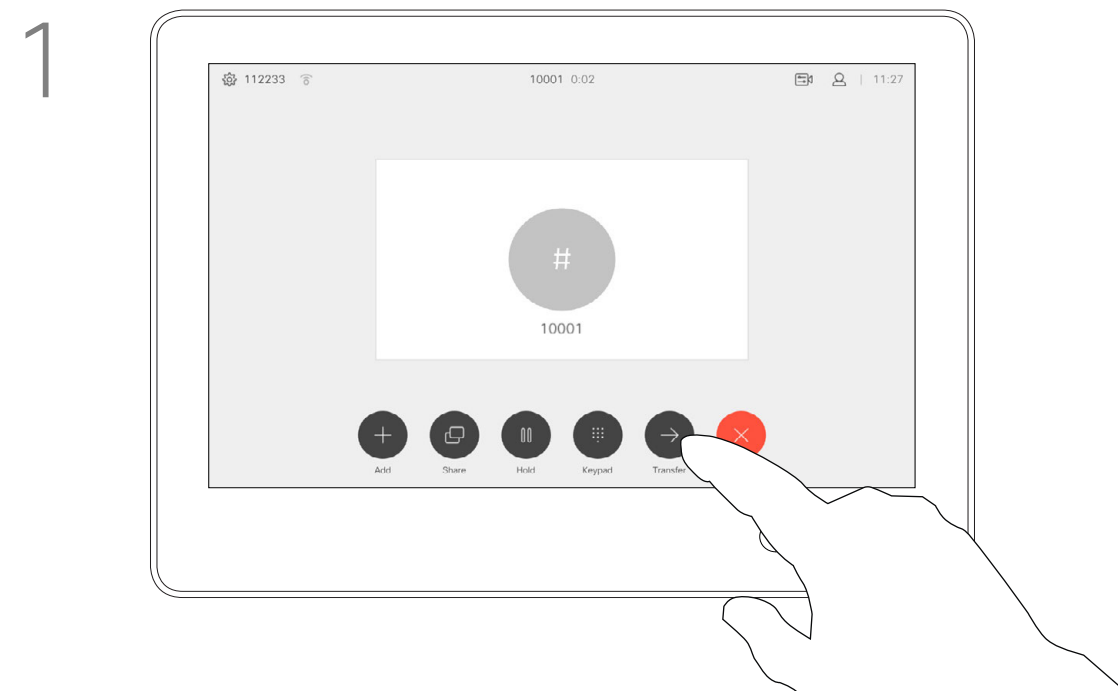 1
112233
10001 0:02
11:27
#
10001
Add
Share
Hold
Keypad
Transfer